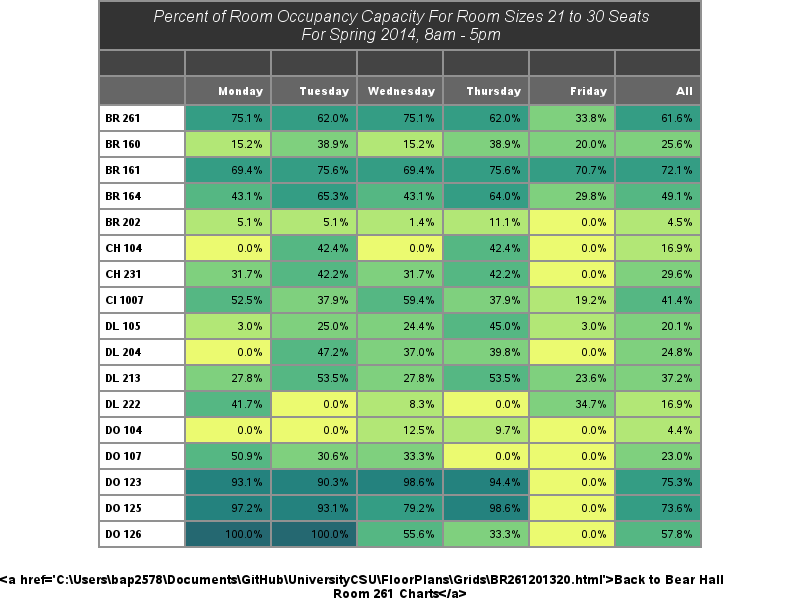 Percent of Room Occupancy Capacity For Room Sizes 21 to 30 Seats
For Spring 2014, 8am - 5pm
Monday Tuesday Wednesday Thursday Friday All
BR 261 75.1% 62.0% 75.1% 62.0% 33.8% 61.6%
BR 160 15.2% 38.9% 15.2% 38.9% 20.0% 25.6%
BR 161 69.4% 75.6% 69.4% 75.6% 70.7% 72.1%
BR 164 43.1% 65.3% 43.1% 64.0% 29.8% 49.1%
BR 202 5.1% 5.1% 1.4% 11.1% 0.0% 4.5%
CH 104 0.0% 42.4% 0.0% 42.4% 0.0% 16.9%
CH 231 31.7% 42.2% 31.7% 42.2% 0.0% 29.6%
CI 1007 52.5% 37.9% 59.4% 37.9% 19.2% 41.4%
DL 105 3.0% 25.0% 24.4% 45.0% 3.0% 20.1%
DL 204 0.0% 47.2% 37.0% 39.8% 0.0% 24.8%
DL 213 27.8% 53.5% 27.8% 53.5% 23.6% 37.2%
DL 222 41.7% 0.0% 8.3% 0.0% 34.7% 16.9%
DO 104 0.0% 0.0% 12.5% 9.7% 0.0% 4.4%
DO 107 50.9% 30.6% 33.3% 0.0% 0.0% 23.0%
DO 123 93.1% 90.3% 98.6% 94.4% 0.0% 75.3%
DO 125 97.2% 93.1% 79.2% 98.6% 0.0% 73.6%
DO 126 100.0% 100.0% 55.6% 33.3% 0.0% 57.8%
<a href='C:\Users\bap2578\Documents\GitHub\UniversityCSU\FloorPlans\Grids\BR261201320.html'>Back to Bear Hall
Room 261 Charts</a>